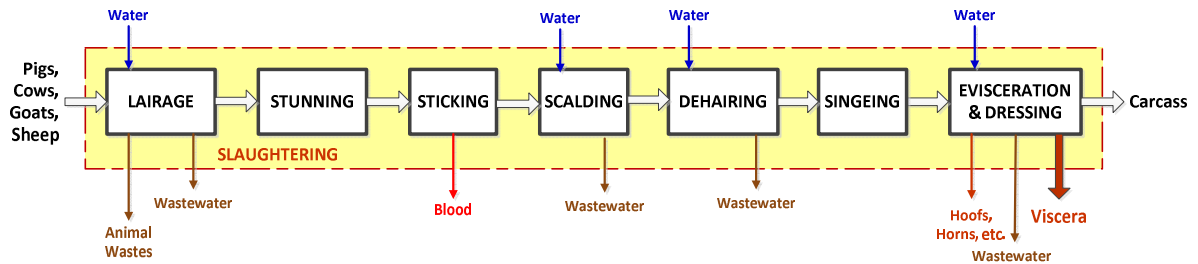 Water
Water
Water
Water
Pigs,
Cows,
Goats,
Sheep
LAIRAGE
STUNNING
STICKING
SCALDING
DEHAIRING
SINGEING
EVISCERATION
& DRESSING
Carcass
SLAUGHTERING
Animal
Wastes
Wastewater
Blood
Wastewater
Wastewater
Hoofs,
Horns, etc.
Wastewater
Viscera